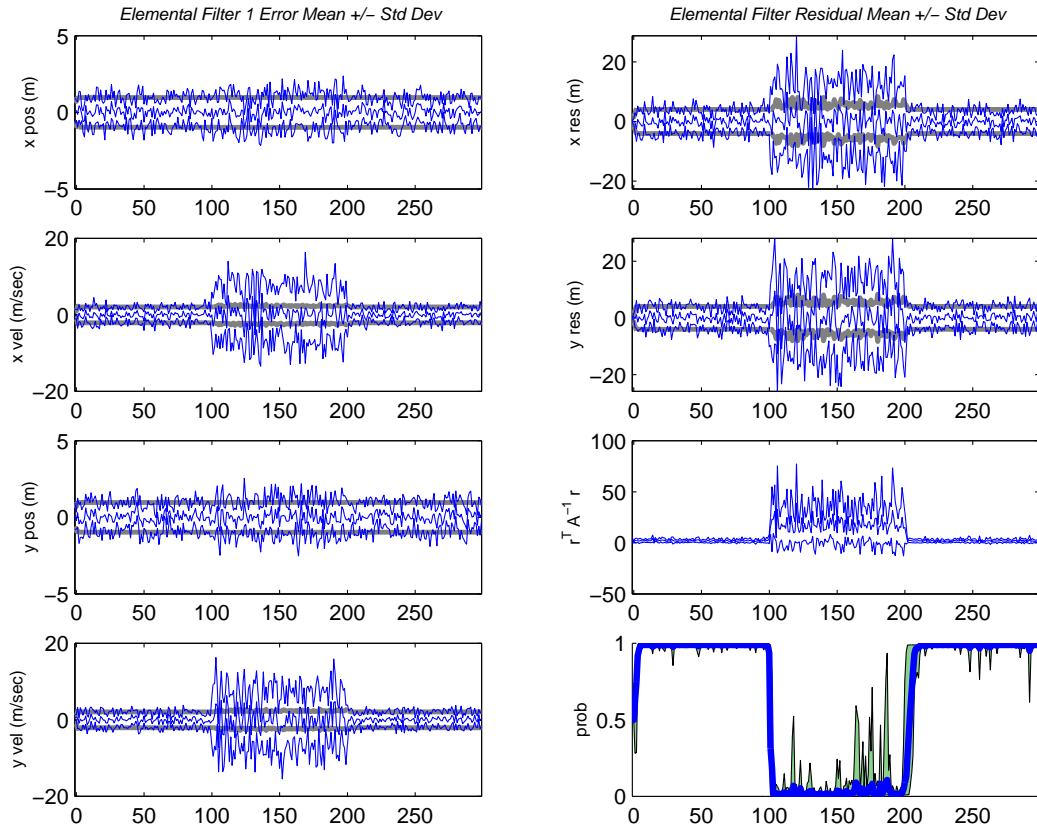 Elemental Filter 1 Error Mean +/− Std Dev
x pos (m)
5
0
−5
0 50 100 150 200 250
x vel (m/sec)
20
0
−20
0 50 100 150 200 250
y pos (m)
5
0
−5
0 50 100 150 200 250
y vel (m/sec)
20
0
−20
0 50 100 150 200 250
Elemental Filter Residual Mean +/− Std Dev
x res (m)
20
0
−20
0 50 100 150 200 250
y res (m)
20
0
−20
0 50 100 150 200 250
r^T A^−1 r
100
50
0
−50
0 50 100 150 200 250
prob
1
0.5
0
0 50 100 150 200 250